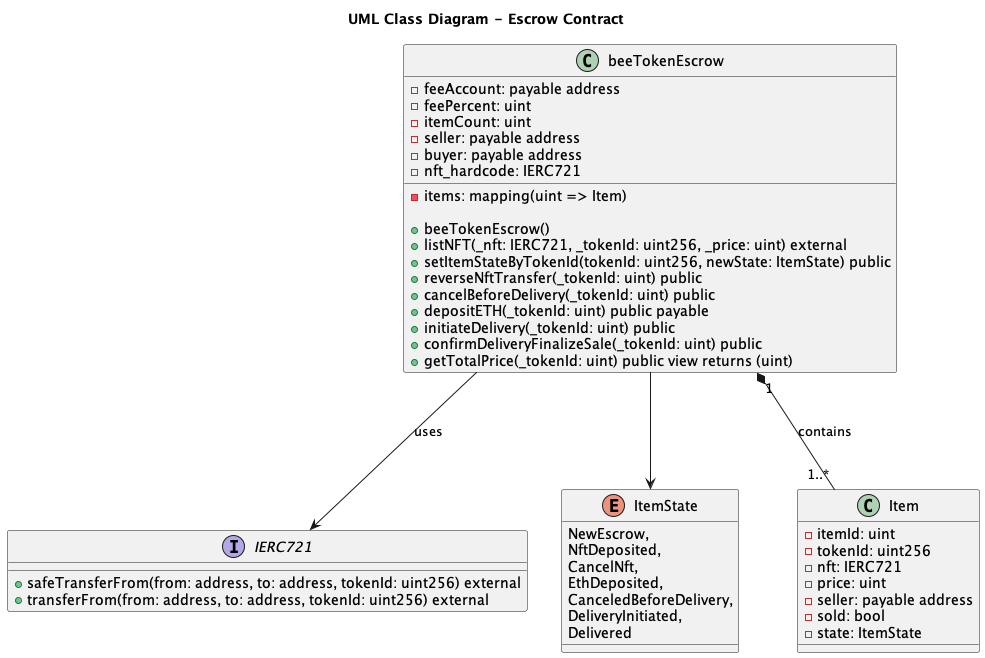 UML Class Diagram – Escrow Contract
C beeTokenEscrow
feeAccount: payable address
feePercent: uint
itemCount: uint
seller: payable address
buyer: payable address
nft_hardcode: IERC721
items: mapping(uint => Item)
beeTokenEscrow()
listNFT(_nft: IERC721, _tokenId: uint256, _price: uint) external
setItemStateByTokenId(tokenId: uint256, newState: ItemState) public
reverseNftTransfer(_tokenId: uint) public
cancelBeforeDelivery(_tokenId: uint) public
depositETH(_tokenId: uint) public payable
initiateDelivery(_tokenId: uint) public
confirmDeliveryFinalizeSale(_tokenId: uint) public
getTotalPrice(_tokenId: uint) public view returns (uint)
1
uses
contains
1..*
I IERC721
safeTransferFrom(from: address, to: address, tokenId: uint256) external
transferFrom(from: address, to: address, tokenId: uint256) external
E ItemState
NewEscrow,
NftDeposited,
CancelNft,
EthDeposited,
CanceledBeforeDelivery,
DeliveryInitiated,
Delivered
C Item
itemId: uint
tokenId: uint256
nft: IERC721
price: uint
seller: payable address
sold: bool
state: ItemState